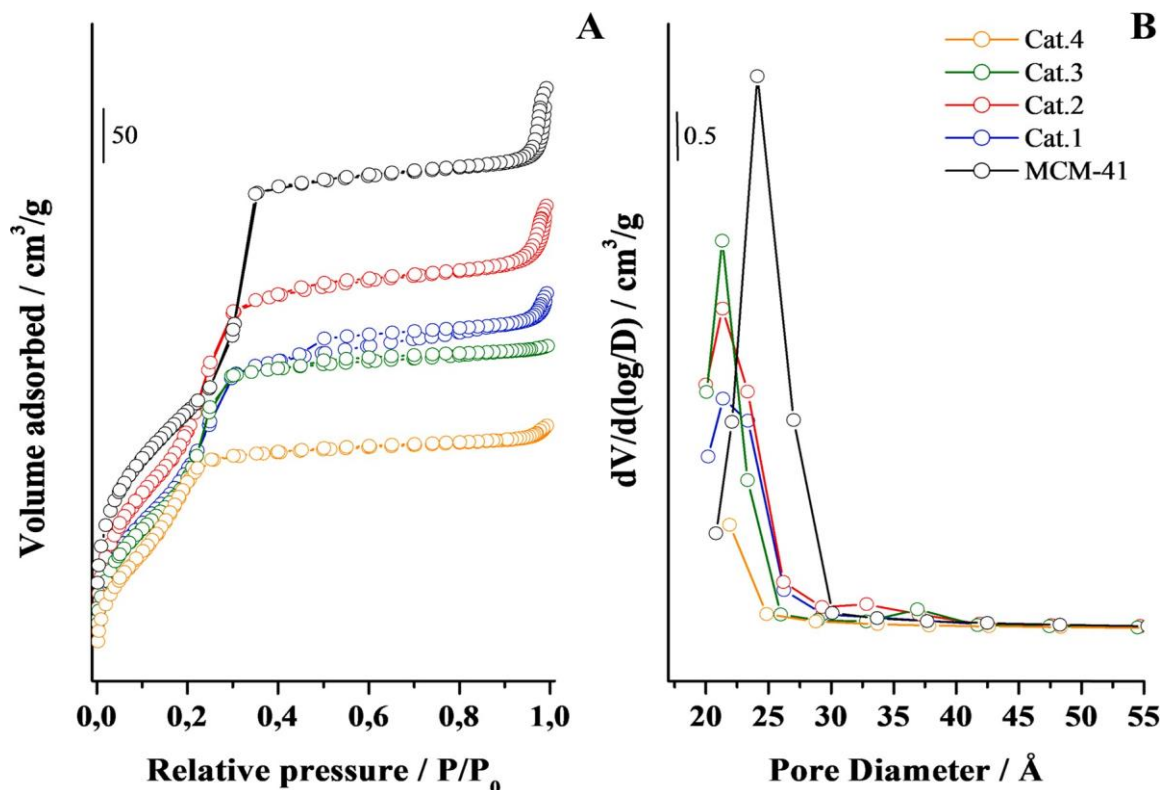 A
50
Volume adsorbed / cm³/g
0,0 0,2 0,4 0,6 0,8 1,0
Relative pressure / P/P₀
B
Cat.4
Cat.3
Cat.2
Cat.1
MCM-41
0.5
dV/d(log/D) / cm³/g
20 25 30 35 40 45 50 55
Pore Diameter / Å